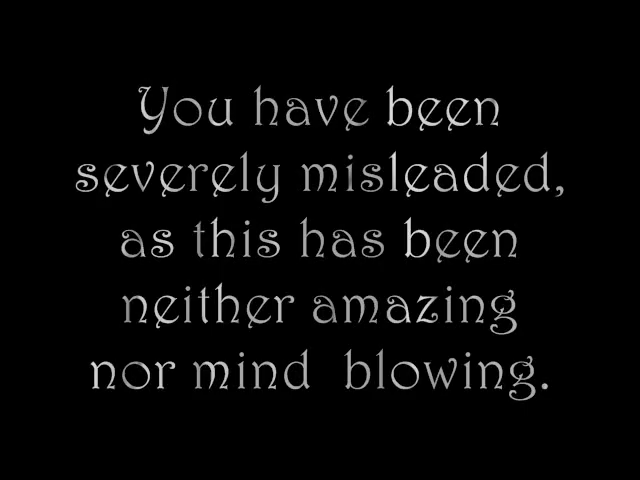 You have been
severely misleaded,
as this has been
neither amazing
nor mind blowing.